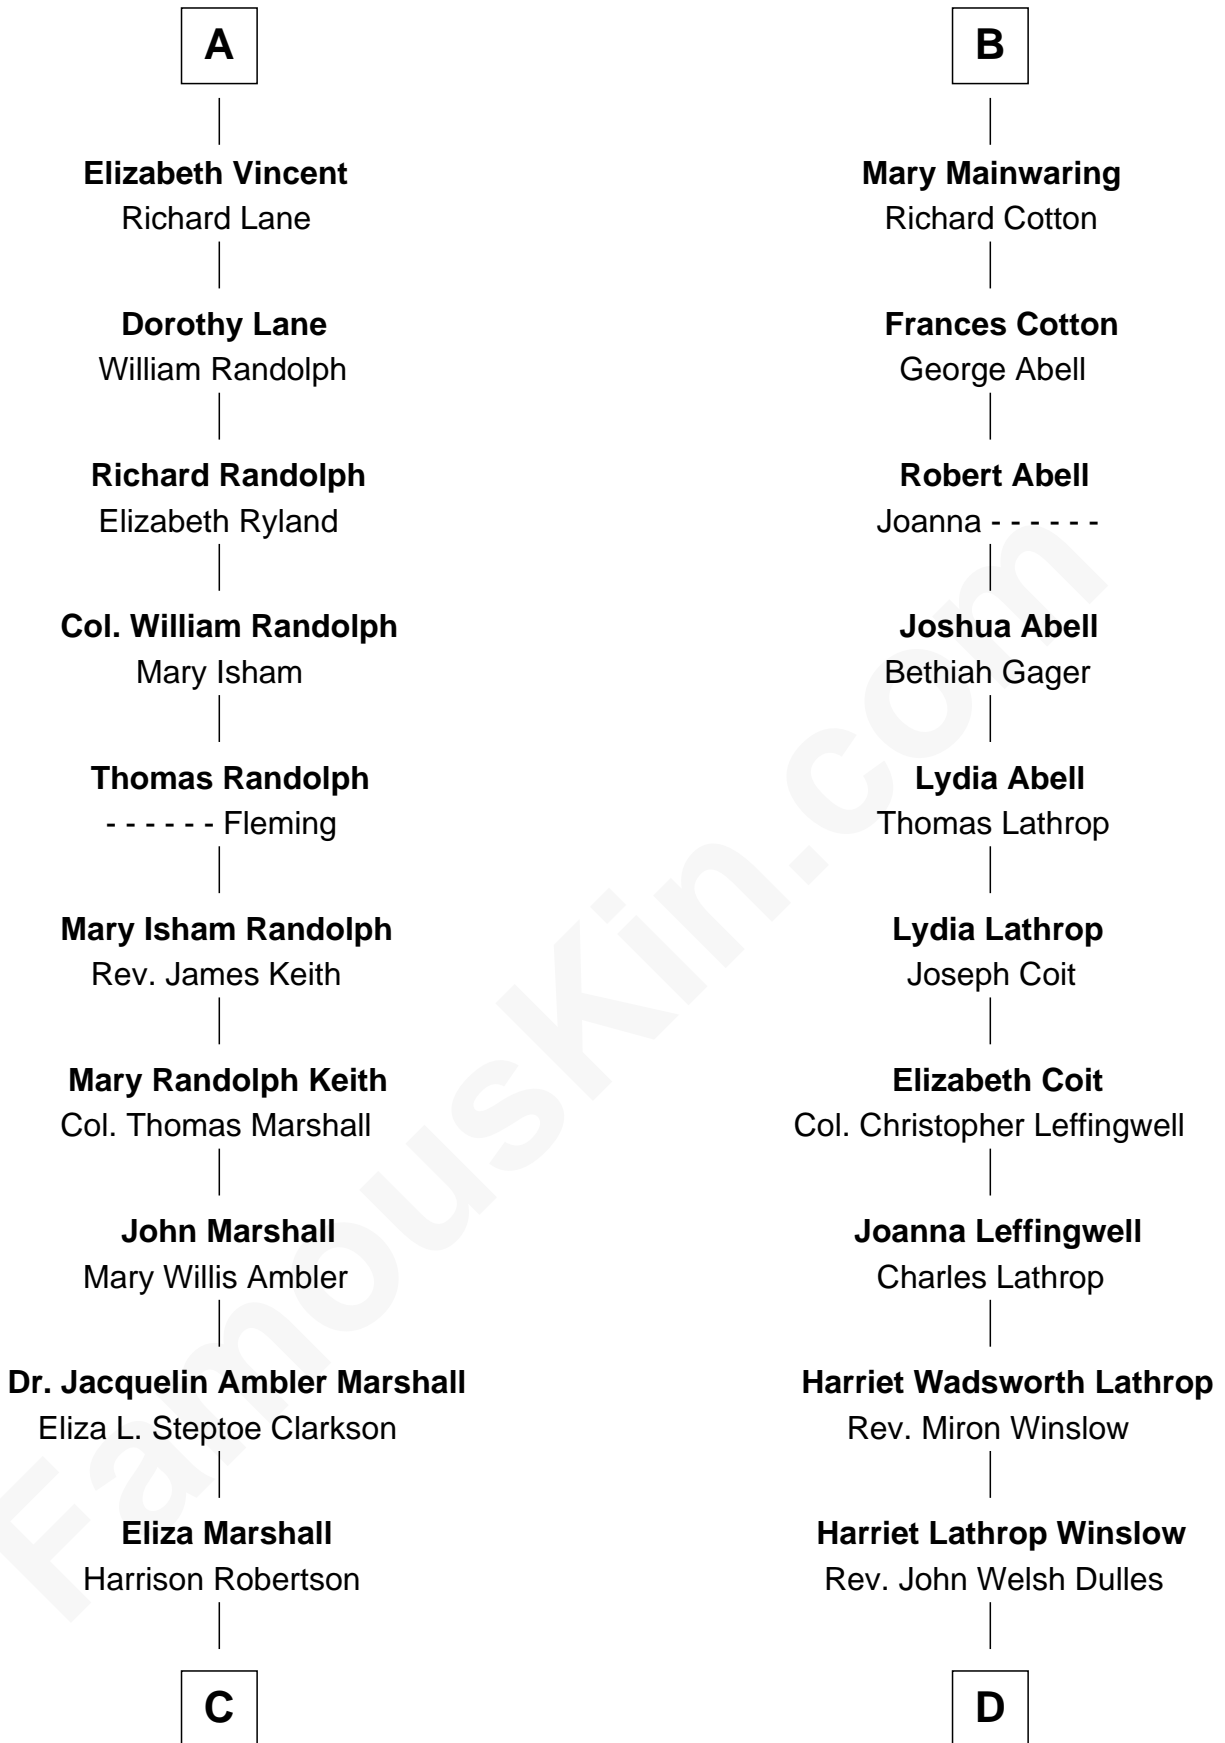 A
Elizabeth Vincent
Richard Lane
Dorothy Lane
William Randolph
Richard Randolph
Elizabeth Ryland
Col. William Randolph
Mary Isham
Thomas Randolph
- - - - - - Fleming
Mary Isham Randolph
Rev. James Keith
Mary Randolph Keith
Col. Thomas Marshall
John Marshall
Mary Willis Ambler
Dr. Jacquelin Ambler Marshall
Eliza L. Steptoe Clarkson
Eliza Marshall
Harrison Robertson
C
B
Mary Mainwaring
Richard Cotton
Frances Cotton
George Abell
Robert Abell
Joanna - - - - - -
Joshua Abell
Bethiah Gager
Lydia Abell
Thomas Lathrop
Lydia Lathrop
Joseph Coit
Elizabeth Coit
Col. Christopher Leffingwell
Joanna Leffingwell
Charles Lathrop
Harriet Wadsworth Lathrop
Rev. Miron Winslow
Harriet Lathrop Winslow
Rev. John Welsh Dulles
D
FamousKin.com